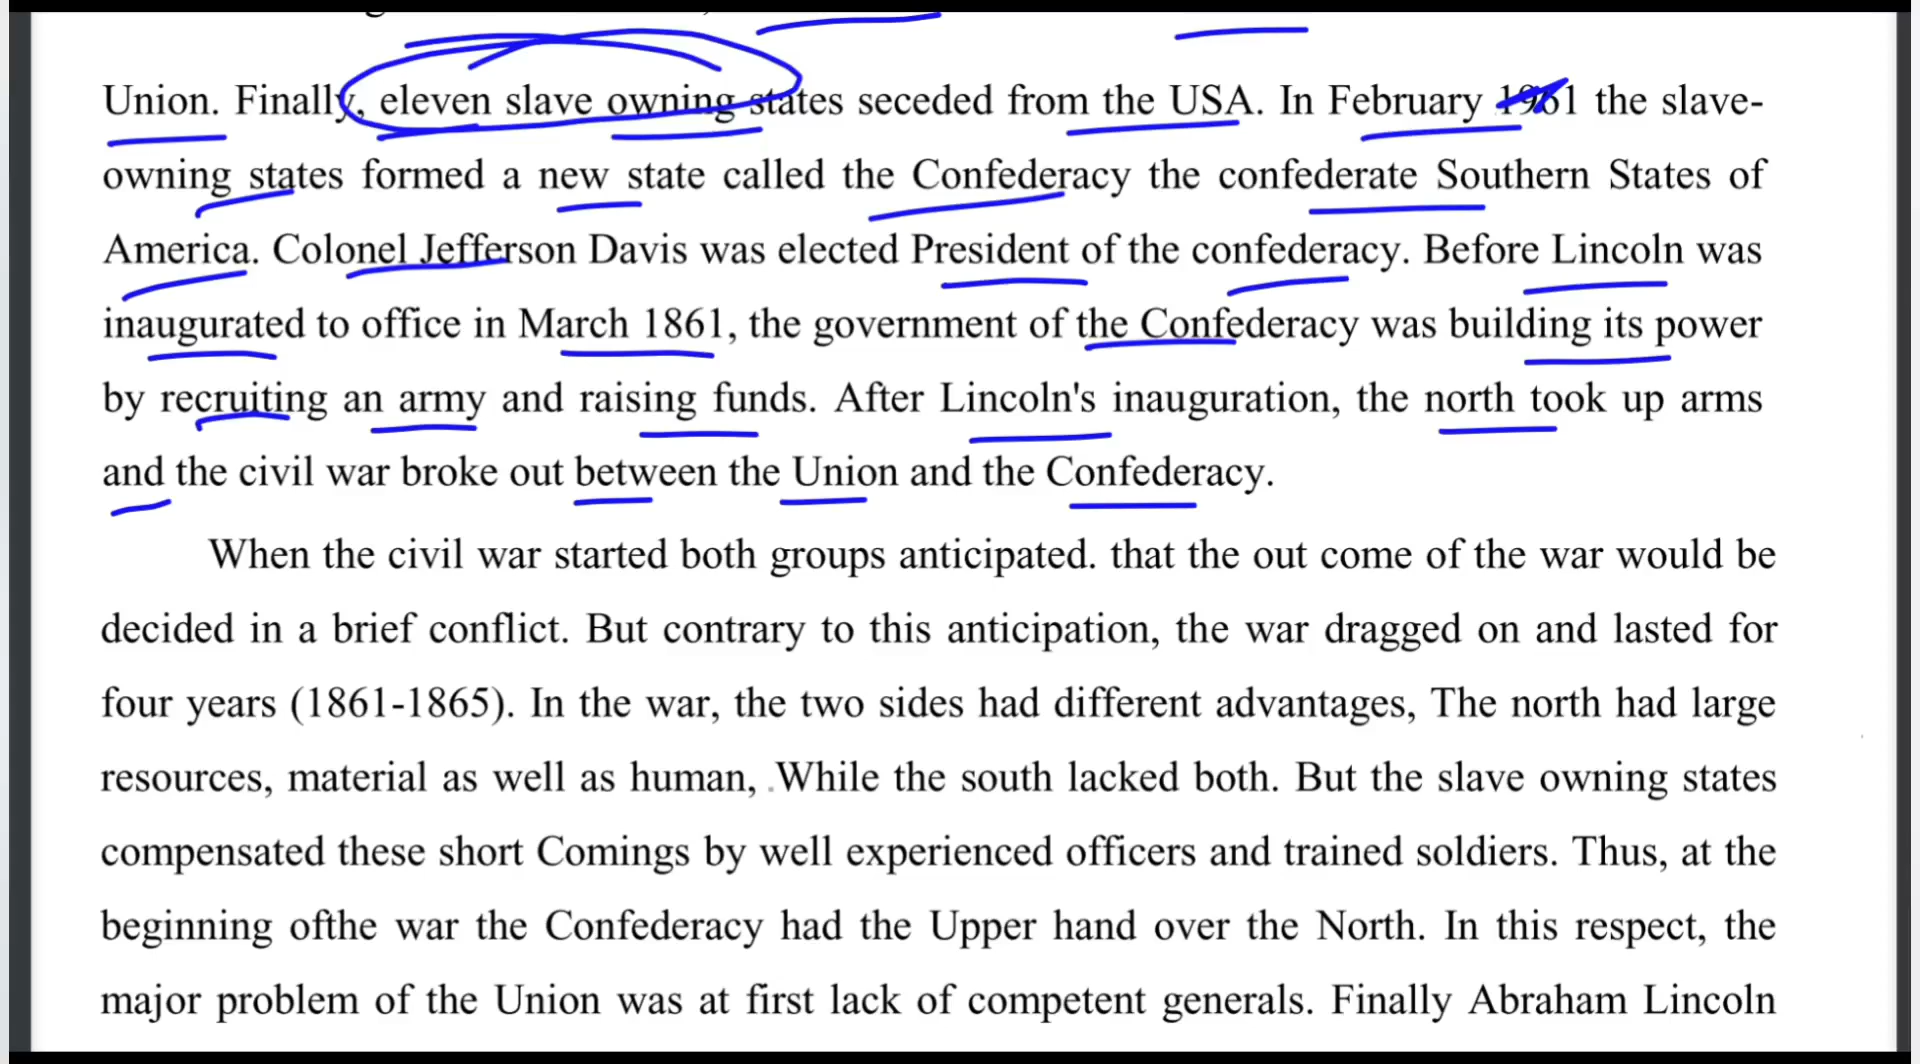 Union. Finally, eleven slave owning states seceded from the USA. In February 1961 the slave-
owning states formed a new state called the Confederacy the confederate Southern States of
America. Colonel Jefferson Davis was elected President of the confederacy. Before Lincoln was
inaugurated to office in March 1861, the government of the Confederacy was building its power
by recruiting an army and raising funds. After Lincoln's inauguration, the north took up arms
and the civil war broke out between the Union and the Confederacy.
When the civil war started both groups anticipated. that the out come of the war would be
decided in a brief conflict. But contrary to this anticipation, the war dragged on and lasted for
four years (1861-1865). In the war, the two sides had different advantages, The north had large
resources, material as well as human, .While the south lacked both. But the slave owning states
compensated these short Comings by well experienced officers and trained soldiers. Thus, at the
beginning ofthe war the Confederacy had the Upper hand over the North. In this respect, the
major problem of the Union was at first lack of competent generals. Finally Abraham Lincoln